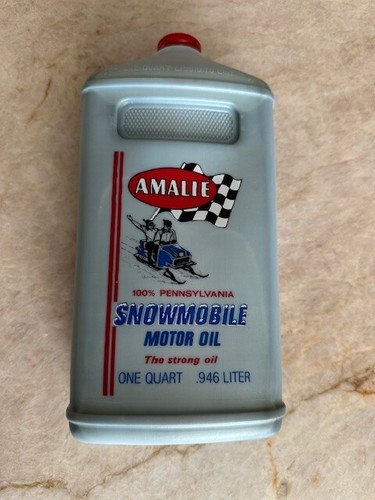 AMALIE
100% PENNSYLVANIA
SNOWMOBILE
MOTOR OIL
The strong oil
ONE QUART .946 LITER